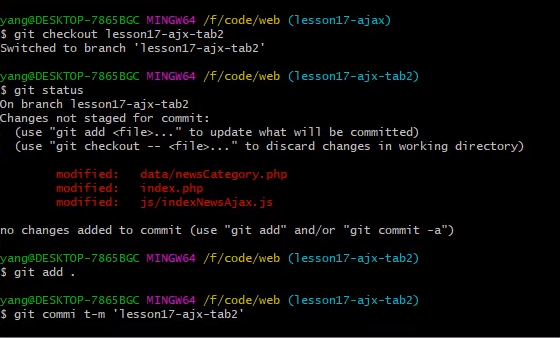 yang@DESKTOP-7865BGC MINGW64 /f/code/web (lesson17-ajax)
$ git checkout lesson17-ajx-tab2
Switched to branch 'lesson17-ajx-tab2'
yang@DESKTOP-7865BGC MINGW64 /f/code/web (lesson17-ajx-tab2)
$ git status
On branch lesson17-ajx-tab2
Changes not staged for commit:
(use "git add <file>..." to update what will be committed)
(use "git checkout -- <file>..." to discard changes in working directory)
modified: data/newsCategory.php
modified: index.php
modified: js/indexNewsAjax.js
no changes added to commit (use "git add" and/or "git commit -a")
yang@DESKTOP-7865BGC MINGW64 /f/code/web (lesson17-ajx-tab2)
$ git add .
yang@DESKTOP-7865BGC MINGW64 /f/code/web (lesson17-ajx-tab2)
$ git commi t-m 'lesson17-ajx-tab2'